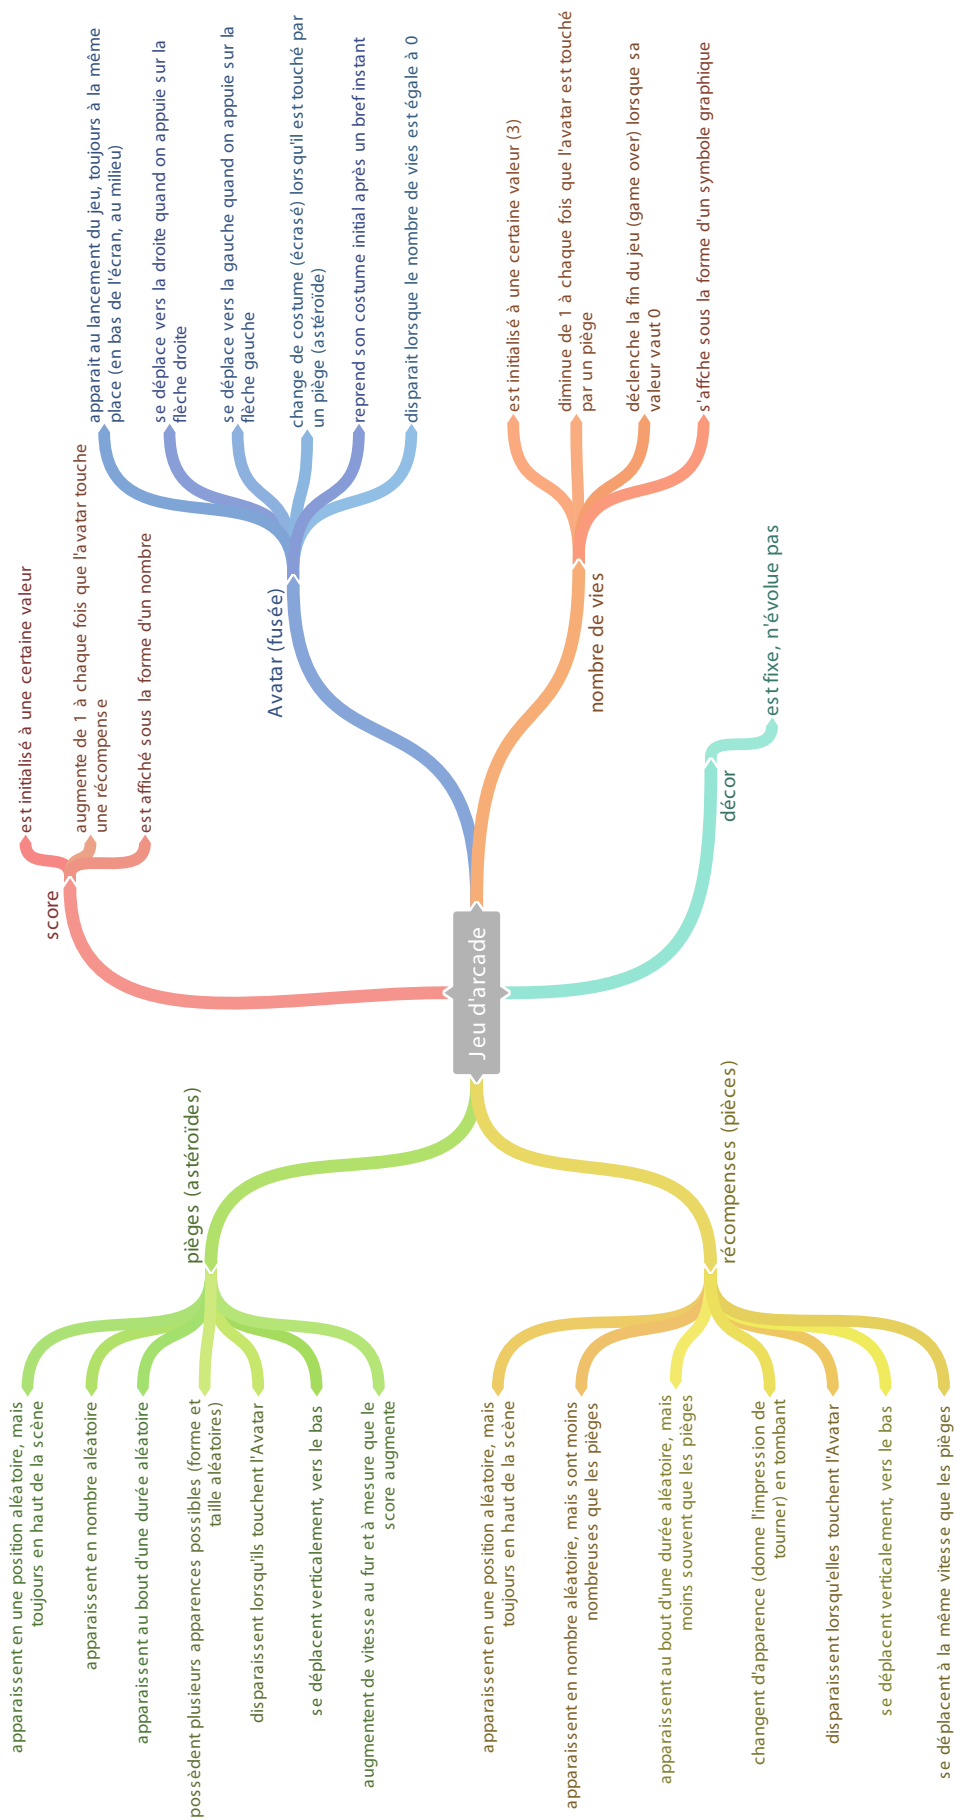 Jeu d'arcade
score
est initialisé à une certaine valeur
augmente de 1 à chaque fois que l'avatar touche
une récompense
est affiché sous la forme d'un nombre
Avatar (fusée)
apparait au lancement du jeu, toujours à la même
place (en bas de l'écran, au milieu)
se déplace vers la droite quand on appuie sur la
flèche droite
se déplace vers la gauche quand on appuie sur la
flèche gauche
change de costume (écrasé) lorsqu'il est touché par
un piège (astéroïde)
reprend son costume initial après un bref instant
disparait lorsque le nombre de vies est égale à 0
nombre de vies
est initialisé à une certaine valeur (3)
diminue de 1 à chaque fois que l'avatar est touché
par un piège
déclenche la fin du jeu (game over) lorsque sa
valeur vaut 0
s'affche sous la forme d'un symbole graphique
décor
est fixe, n'évolue pas
pièges (astéroïdes)
apparaissent en une position aléatoire, mais
toujours en haut de la scène
apparaissent en nombre aléatoire
apparaissent au bout d'une durée aléatoire
possèdent plusieurs apparences possibles (forme et
taille aléatoires)
disparaissent lorsqu'ils touchent l'Avatar
se déplacent verticalement, vers le bas
augmentent de vitesse au fur et à mesure que le
score augmente
récompenses (pièces)
apparaissent en une position aléatoire, mais
toujours en haut de la scène
apparaissent en nombre aléatoire, mais sont moins
nombreuses que les pièges
apparaissent au bout d'une durée aléatoire, mais
moins souvent que les pièges
changent d'apparence (donne l'impression de
tourner) en tombant
disparaissent lorsqu'elles touchent l'Avatar
se déplacent verticalement, vers le bas
se déplacent à la même vitesse que les pièges